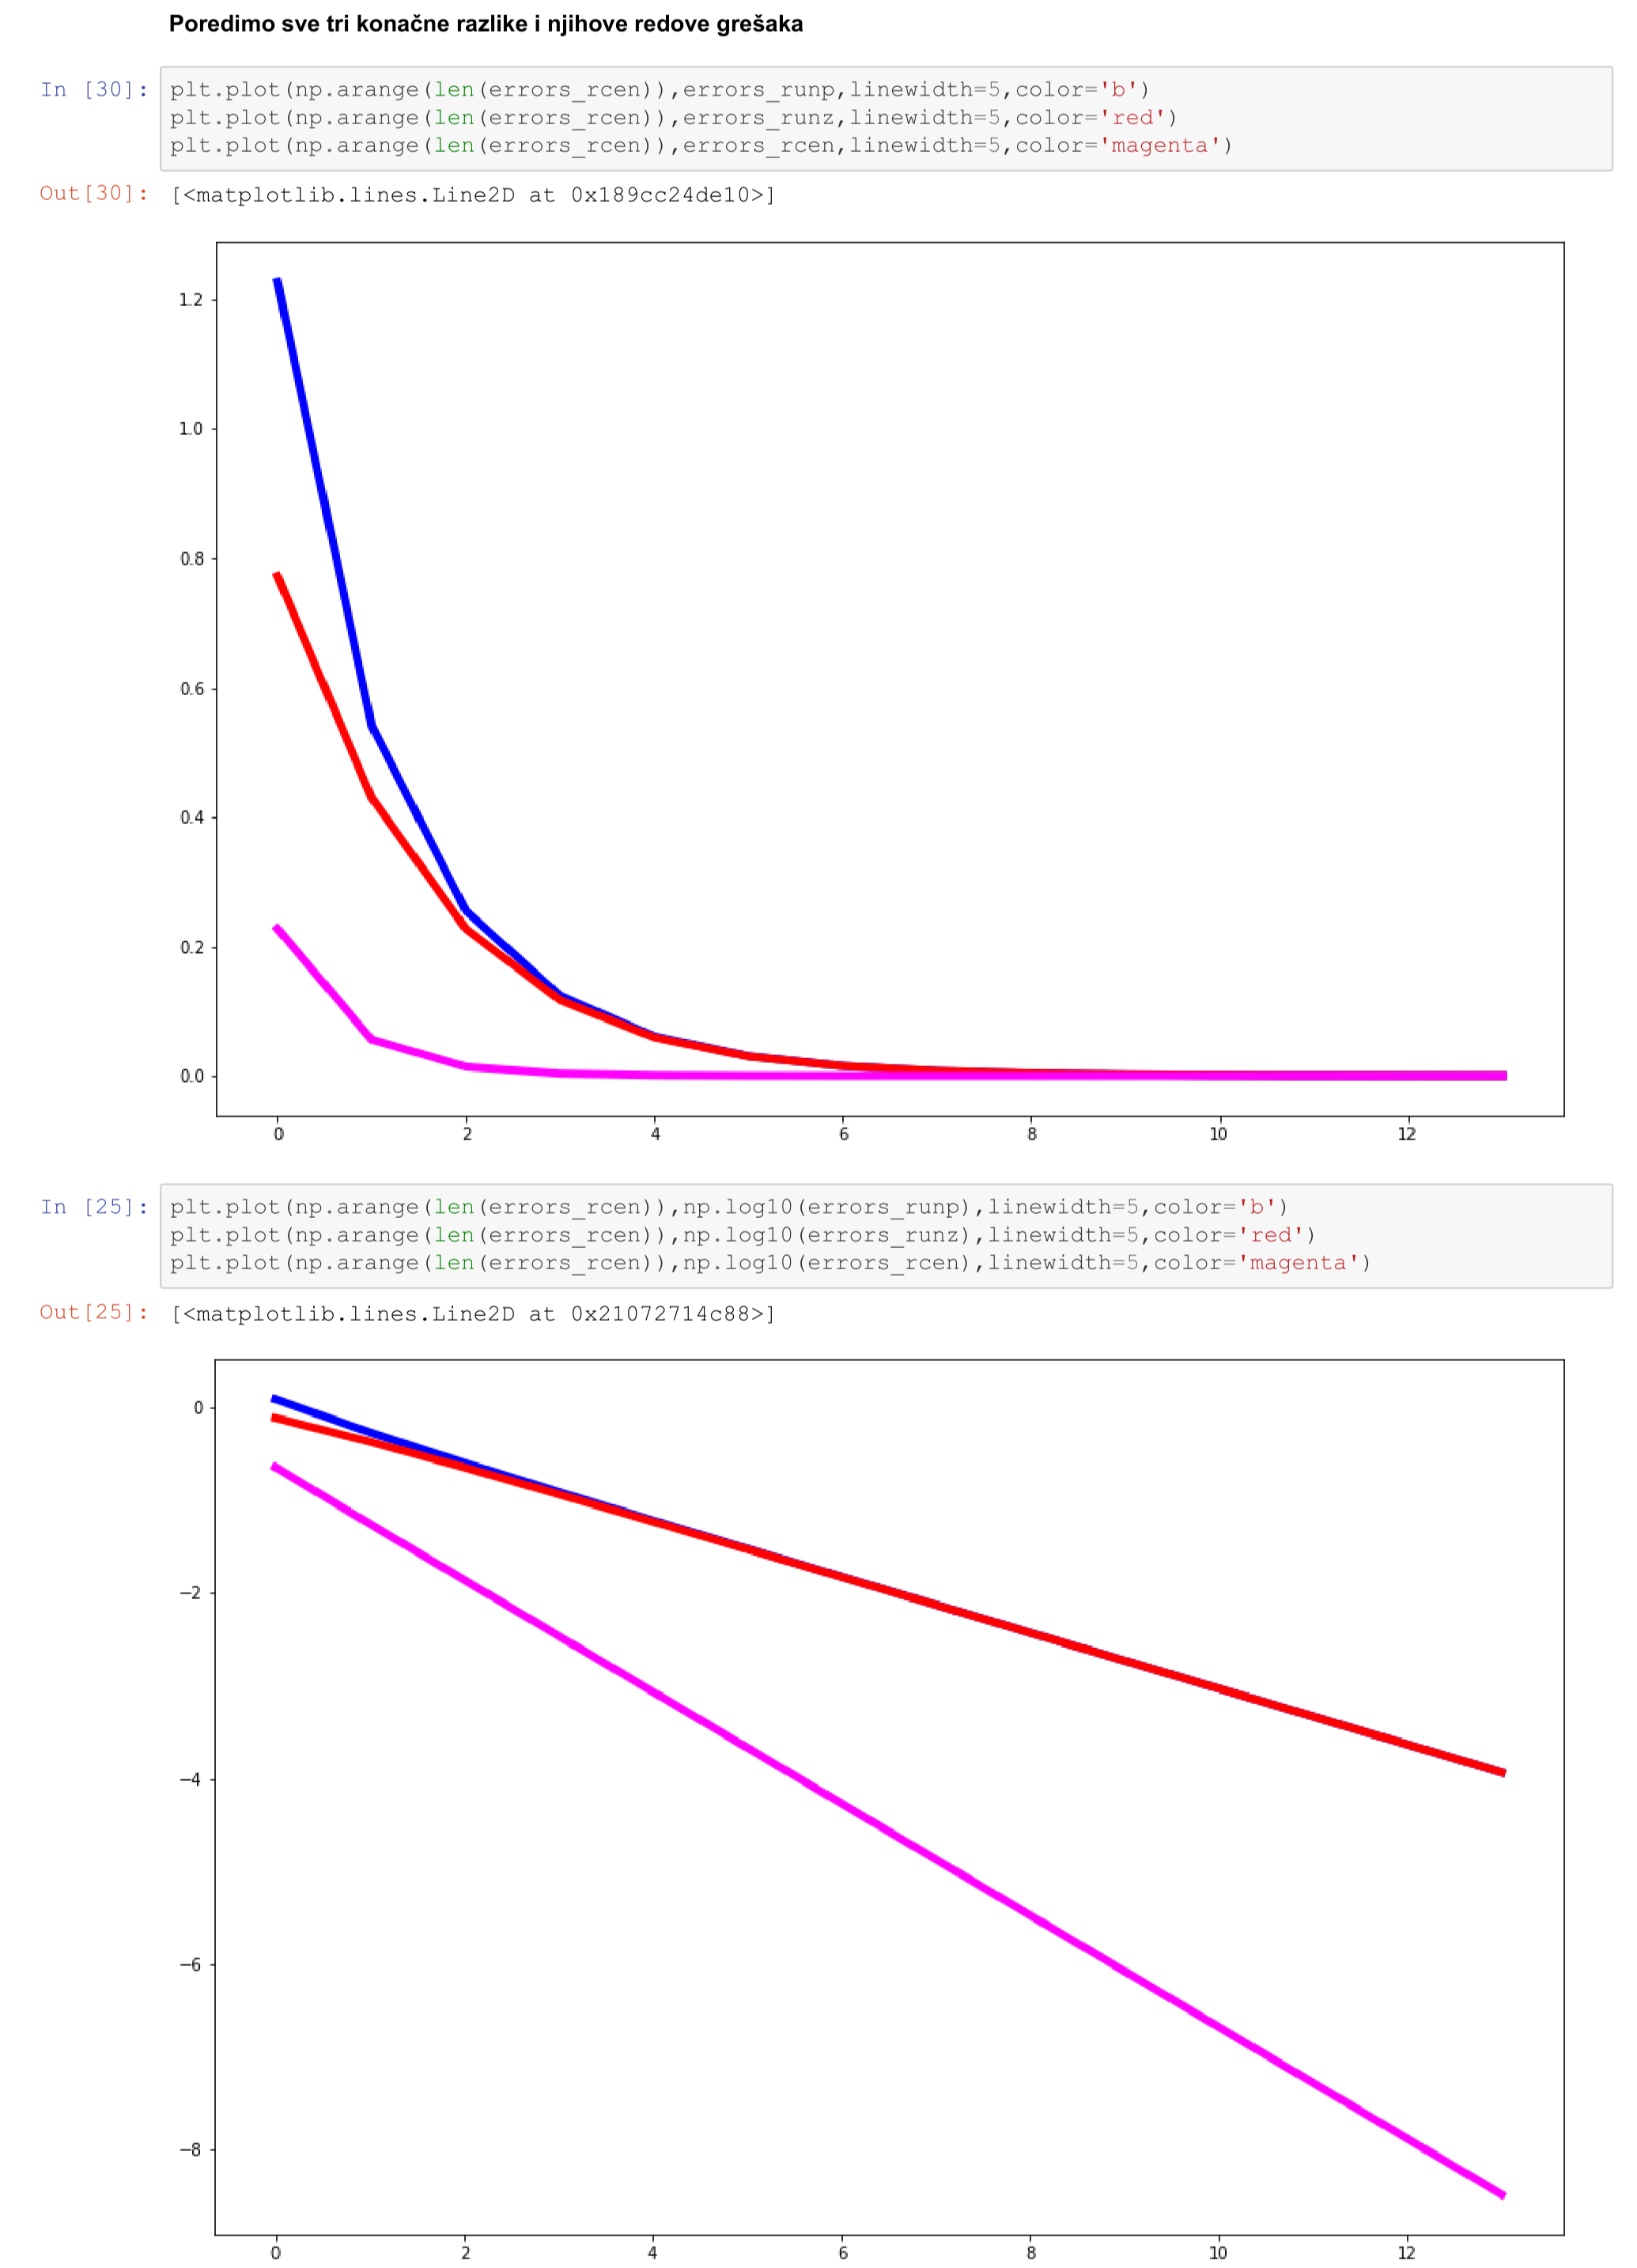 Poredimo sve tri konačne razlike i njihove redove grešaka
In [30]: plt.plot(np.arange(len(errors_rcen)),errors_runp,linewidth=5,color='b')
plt.plot(np.arange(len(errors_rcen)),errors_runz,linewidth=5,color='red')
plt.plot(np.arange(len(errors_rcen)),errors_rcen,linewidth=5,color='magenta')
Out[30]: [<matplotlib.lines.Line2D at 0x189cc24de10>]
1.2
1.0
0.8
0.6
0.4
0.2
0.0
0 2 4 6 8 10 12
In [25]: plt.plot(np.arange(len(errors_rcen)),np.log10(errors_runp),linewidth=5,color='b')
plt.plot(np.arange(len(errors_rcen)),np.log10(errors_runz),linewidth=5,color='red')
plt.plot(np.arange(len(errors_rcen)),np.log10(errors_rcen),linewidth=5,color='magenta')
Out[25]: [<matplotlib.lines.Line2D at 0x21072714c88>]
0
−2
−4
−6
−8
0 2 4 6 8 10 12